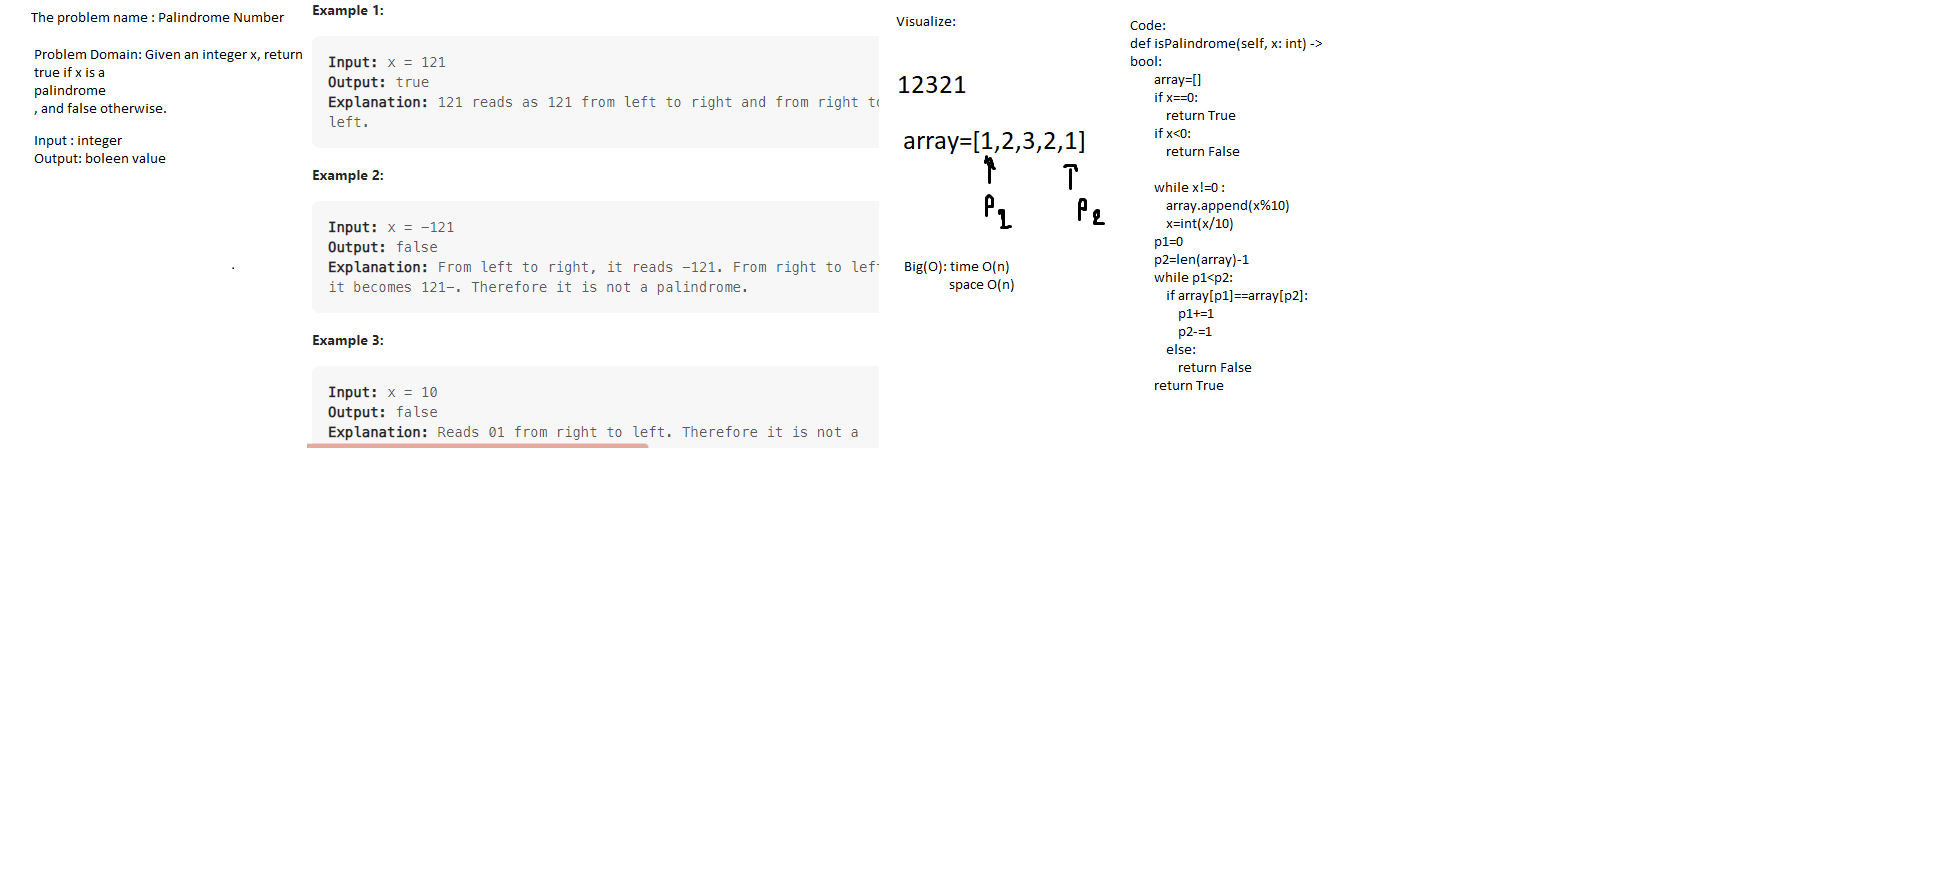 The problem name : Palindrome Number
Problem Domain: Given an integer x, return
true if x is a
palindrome
, and false otherwise.
Input : integer
Output: boleen value
Example 1:
Input: x = 121
Output: true
Explanation: 121 reads as 121 from left to right and from right
left.
Example 2:
Input: x = -121
Output: false
Explanation: From left to right, it reads -121. From right to
it becomes 121-. Therefore it is not a palindrome.
Example 3:
Input: x = 10
Output: false
Explanation: Reads 01 from right to left. Therefore it is not a
Visualize:
12321
array=[1,2,3,2,1]
P1 P2
Big(O): time O(n)
space O(n)
Code:
def isPalindrome(self, x: int) ->
bool:
array=[]
if x==0:
return True
if x<0:
return False
while x!=0 :
array.append(x%10)
x=int(x/10)
p1=0
p2=len(array)-1
while p1<p2:
if array[p1]==array[p2]:
p1+=1
p2-=1
else:
return False
return True